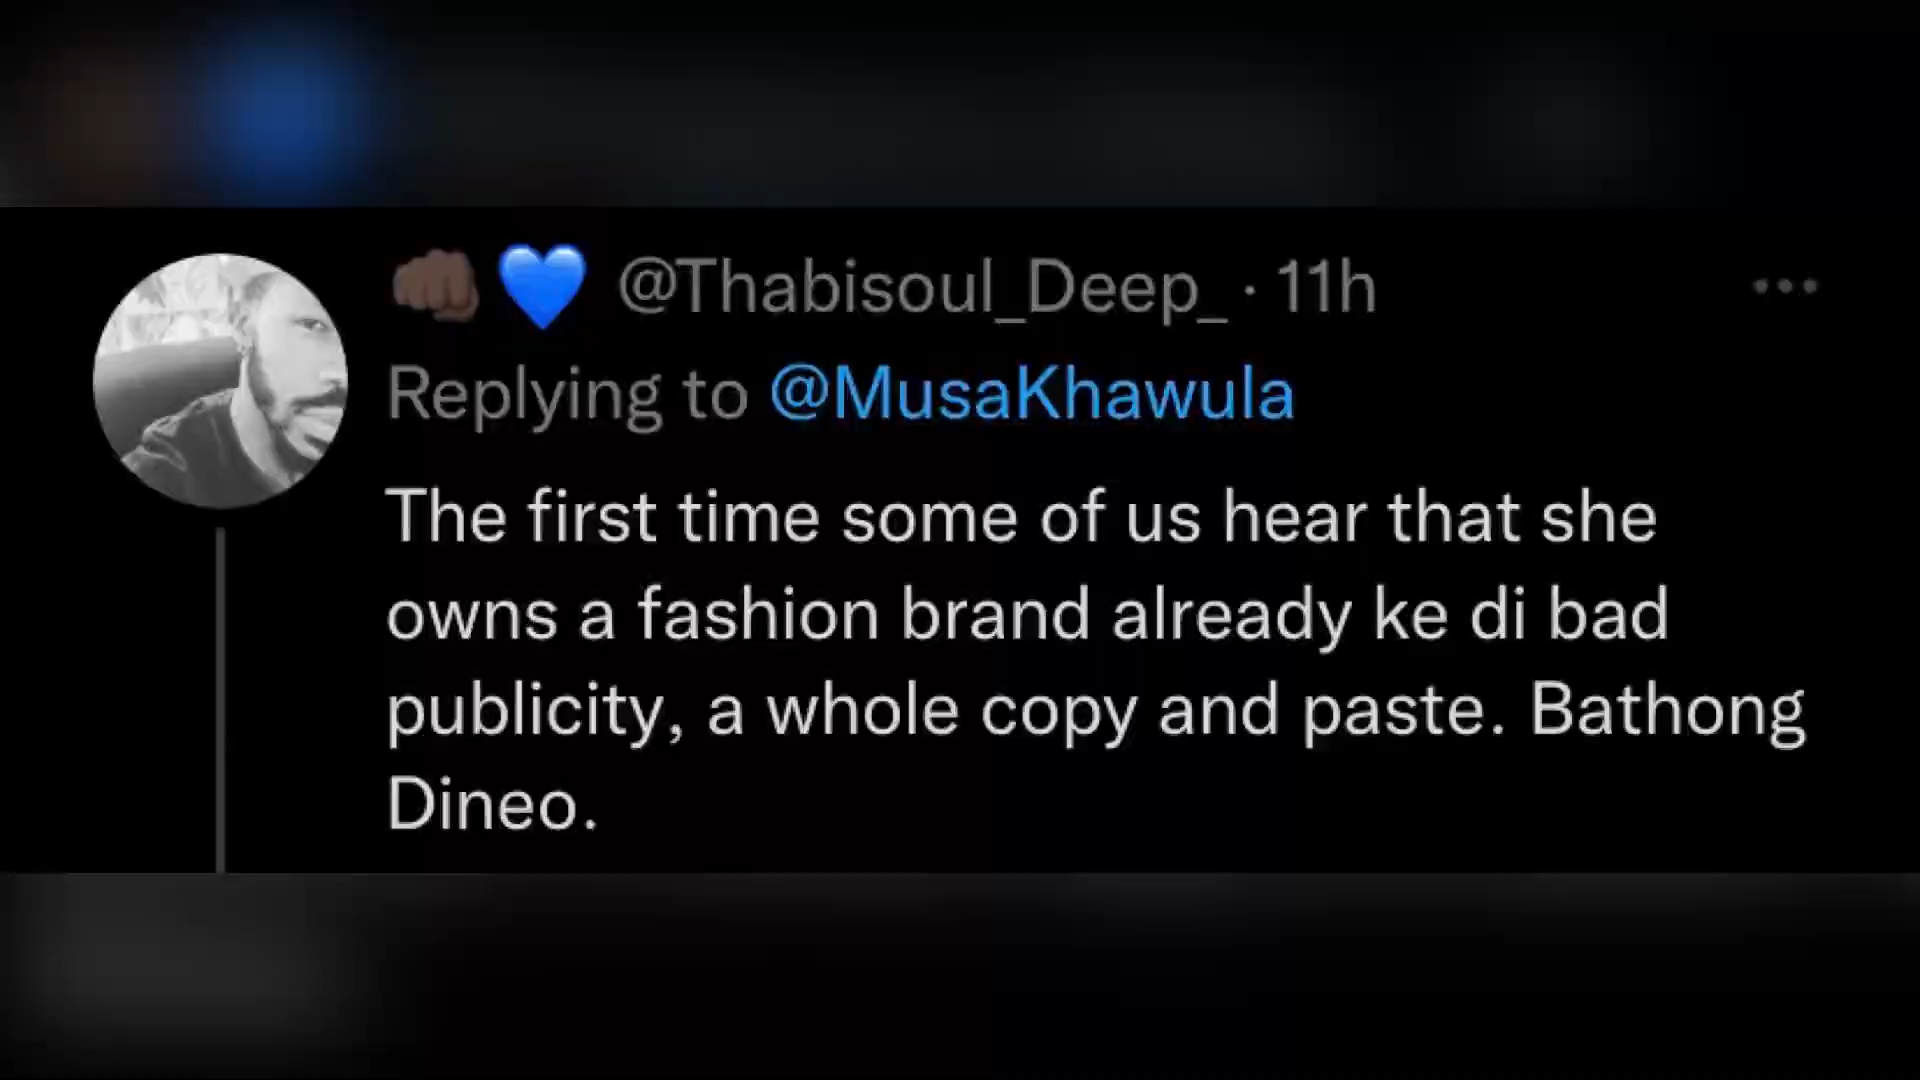 @Thabisoul_Deep_ · 11h
Replying to @MusaKhawula
The first time some of us hear that she
owns a fashion brand already ke di bad
publicity, a whole copy and paste. Bathong
Dineo.